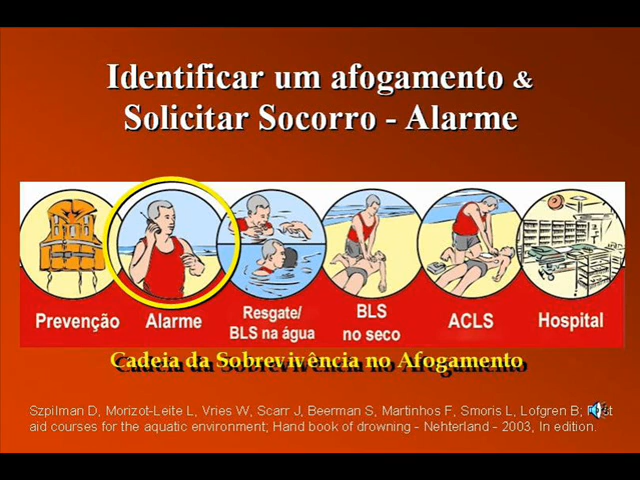 Identificar um afogamento &
Solicitar Socorro - Alarme
Prevenção
Alarme
Resgate/
BLS na água
BLS
no seco
ACLS
Hospital
Cadeia da Sobrevivência no Afogamento
Szpilman D, Morizot-Leite L, Vries W, Scarr J, Beerman S, Martinhos F, Smoris L, Lofgren B;
aid courses for the aquatic environment; Hand book of drowning - Nehterland - 2003, In edition.